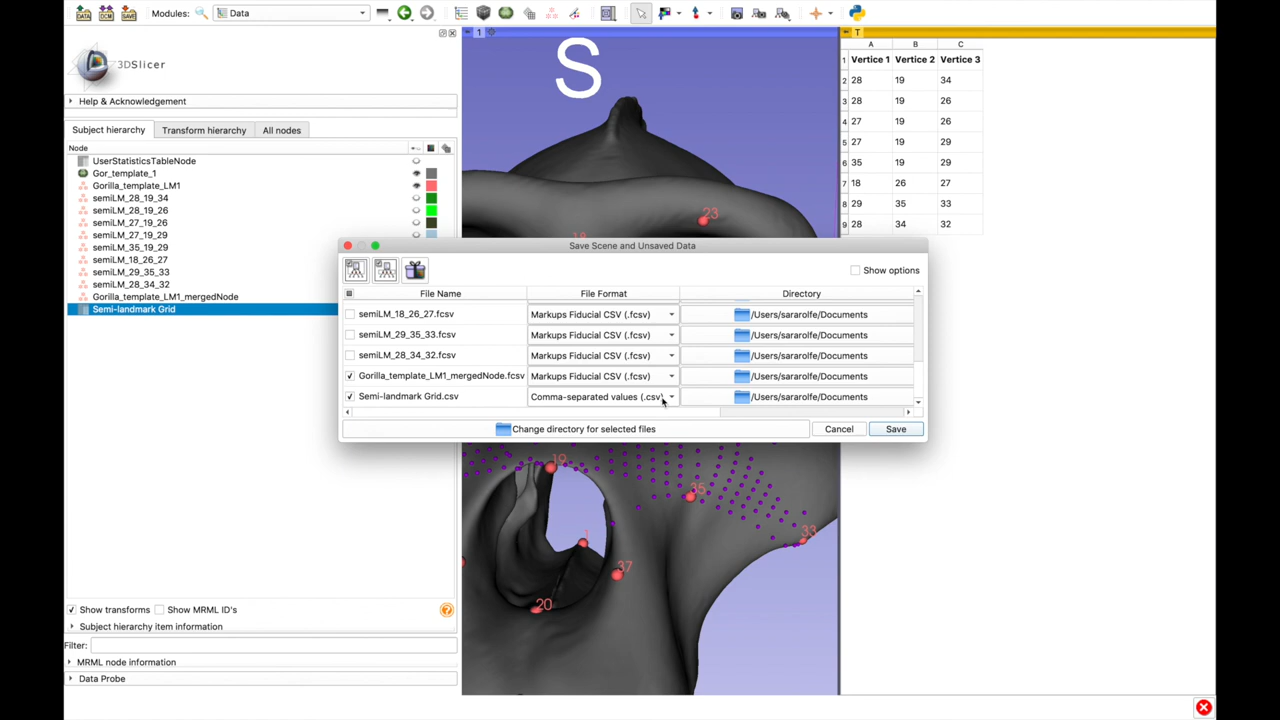 DATA
DCM
SAVE
Modules:
Data
3DSlicer
Help & Acknowledgement
Subject hierarchy
Transform hierarchy
All nodes
Node
UserStatisticsTableNode
Gor_template_1
Gorilla_template_LM1
semiLM_28_19_34
semiLM_28_19_26
semiLM_27_19_26
semiLM_27_19_29
semiLM_35_19_29
semiLM_18_26_27
semiLM_29_35_33
semiLM_28_34_32
Gorilla_template_LM1_mergedNode
Semi-landmark Grid
Show transforms
Show MRML ID's
Subject hierarchy item information
Filter:
MRML node information
Data Probe
1
S
23
T
A B C
1 Vertice 1 Vertice 2 Vertice 3
2 28 19 34
3 28 19 26
4 27 19 26
5 27 19 29
6 35 19 29
7 18 26 27
8 29 35 33
9 28 34 32
Save Scene and Unsaved Data
Show options
File Name File Format Directory
semiLM_18_26_27.fcsv Markups Fiducial CSV (.fcsv) /Users/sararolfe/Documents
semiLM_29_35_33.fcsv Markups Fiducial CSV (.fcsv) /Users/sararolfe/Documents
semiLM_28_34_32.fcsv Markups Fiducial CSV (.fcsv) /Users/sararolfe/Documents
Gorilla_template_LM1_mergedNode.fcsv Markups Fiducial CSV (.fcsv) /Users/sararolfe/Documents
Semi-landmark Grid.csv Comma-separated values (.csv) /Users/sararolfe/Documents
Change directory for selected files
Cancel
Save
19
35
33
1
37
20